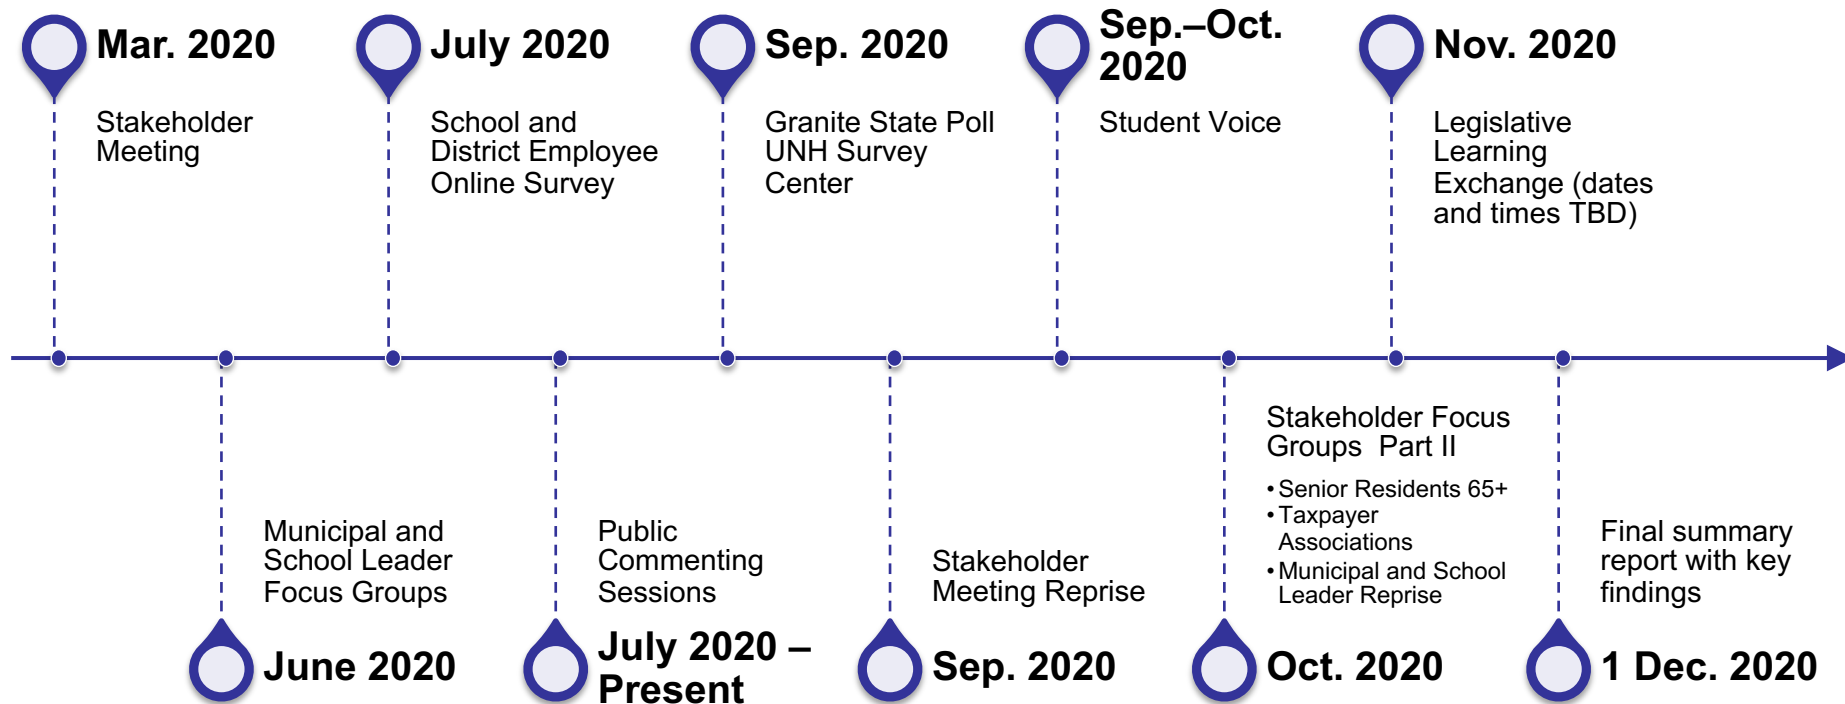 Mar. 2020
Stakeholder
Meeting
July 2020
School and
District Employee
Online Survey
Sep. 2020
Granite State Poll
UNH Survey
Center
Sep.–Oct.
2020
Student Voice
Nov. 2020
Legislative
Learning
Exchange (dates
and times TBD)
Municipal and
School Leader
Focus Groups
June 2020
Public
Commenting
Sessions
July 2020 –
Present
Stakeholder
Meeting Reprise
Sep. 2020
Stakeholder Focus
Groups  Part II
• Senior Residents 65+
• Taxpayer
Associations
• Municipal and School
Leader Reprise
Oct. 2020
Final summary
report with key
findings
1 Dec. 2020